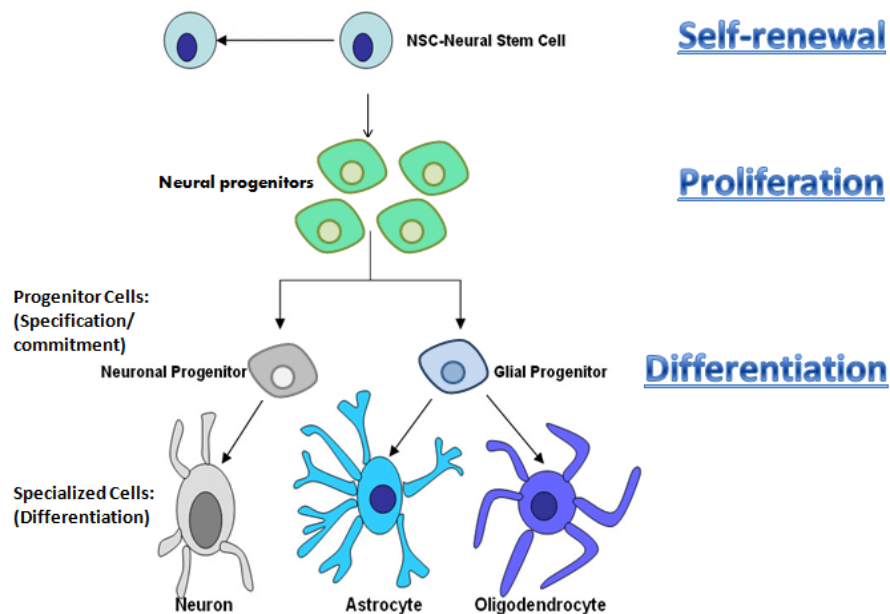 NSC-Neural Stem Cell
Self-renewal
Neural progenitors
Proliferation
Progenitor Cells:
(Specification/
commitment)
Neuronal Progenitor
Glial Progenitor
Differentiation
Specialized Cells:
(Differentiation)
Neuron
Astrocyte
Oligodendrocyte